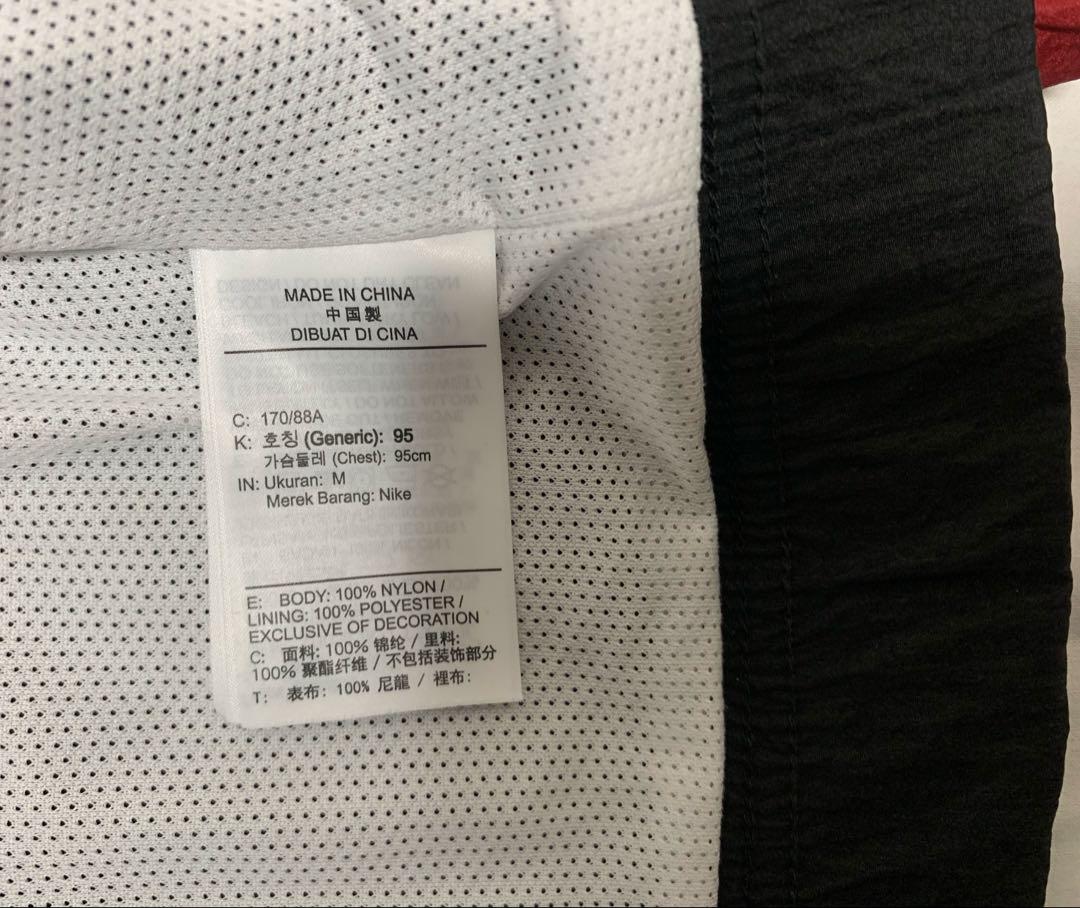 MADE IN CHINA
中国製
DIBUAT DI CINA
C: 170/88A
K: 호칭 (Generic): 95
가슴둘레 (Chest): 95cm
IN: Ukuran: M
Merek Barang: Nike
E: BODY: 100% NYLON /
LINING: 100% POLYESTER /
EXCLUSIVE OF DECORATION
C: 面料: 100% 锦纶 / 里料:
100% 聚酯纤维 / 不包括装饰部分
T: 表布: 100% 尼龍 / 裡布: